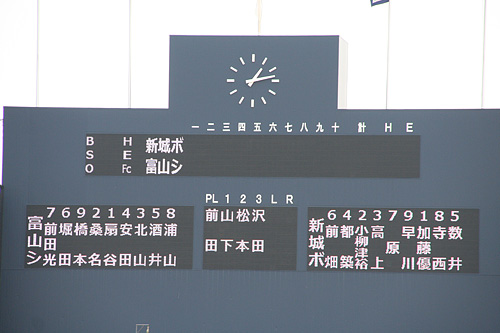 一二三四五六七八九十 計 H E
B H 新城ボ
S E
O Fc 富山シ
PL 1 2 3 L R
7 6 9 2 1 4 3 5 8
富山シ
前田光
堀田
橋本
桑名
扇谷
安田
北山
酒井
浦山
前田
山下
松本
沢田
6 4 2 3 7 9 1 8 5
新城ボ
前畑
都築
小柳津裕
高
原上
早川
加藤優
寺西
数井